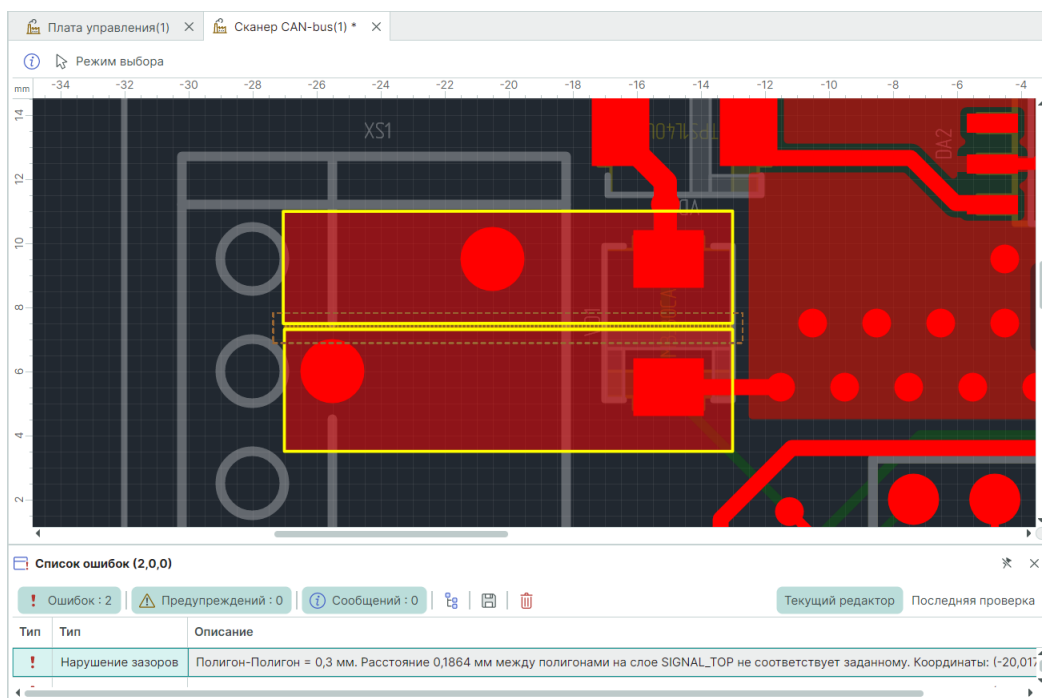 Плата управления(1)
Сканер CAN-bus(1) *
Режим выбора
mm
-34 -32 -30 -28 -26 -24 -22 -20 -18 -16 -14 -12 -10 -8 -6 -4
14
12
10
8
6
4
2
XS1
DA2
VD1
Список ошибок (2,0,0)
Ошибок : 2
Предупреждений : 0
Сообщений : 0
Текущий редактор
Последняя проверка
Тип Тип Описание
Нарушение зазоров Полигон-Полигон = 0,3 мм. Расстояние 0,1864 мм между полигонами на слое SIGNAL_TOP не соответствует заданному. Координаты: (-20,017